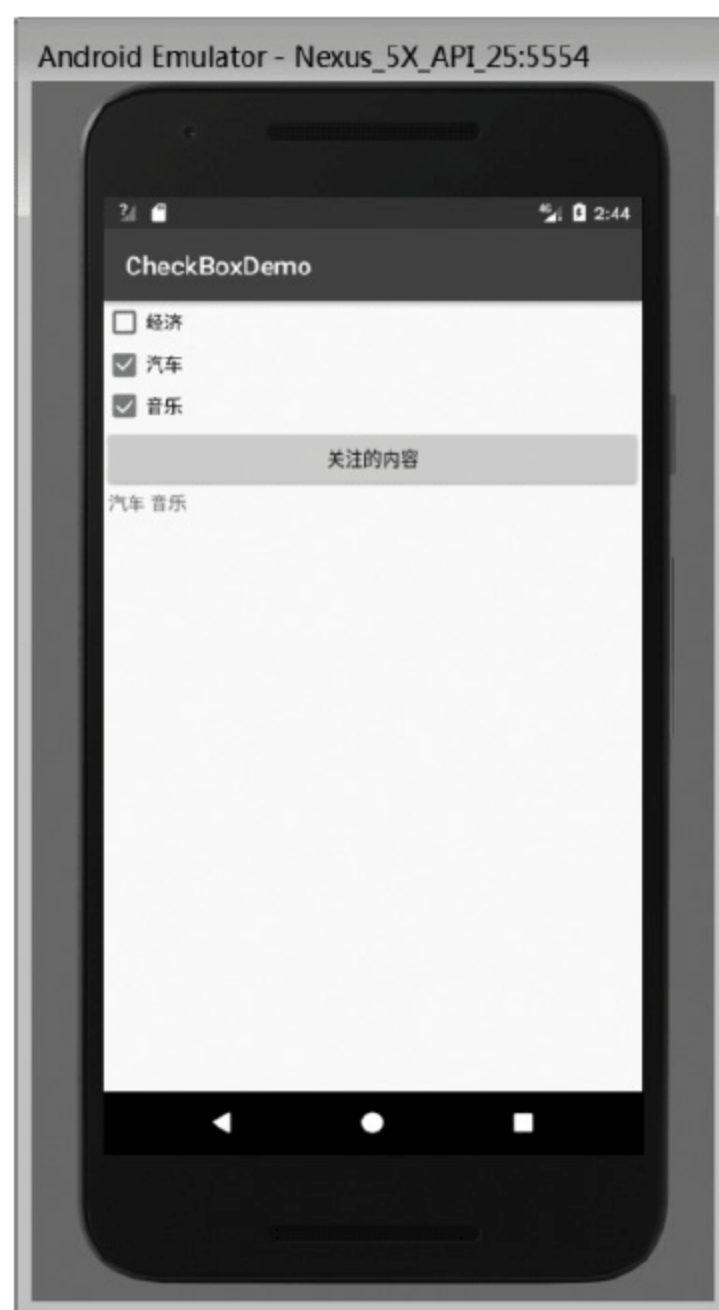 Android Emulator - Nexus_5X_API_25:5554
4G 2:44
CheckBoxDemo
经济
汽车
音乐
关注的内容
汽车 音乐